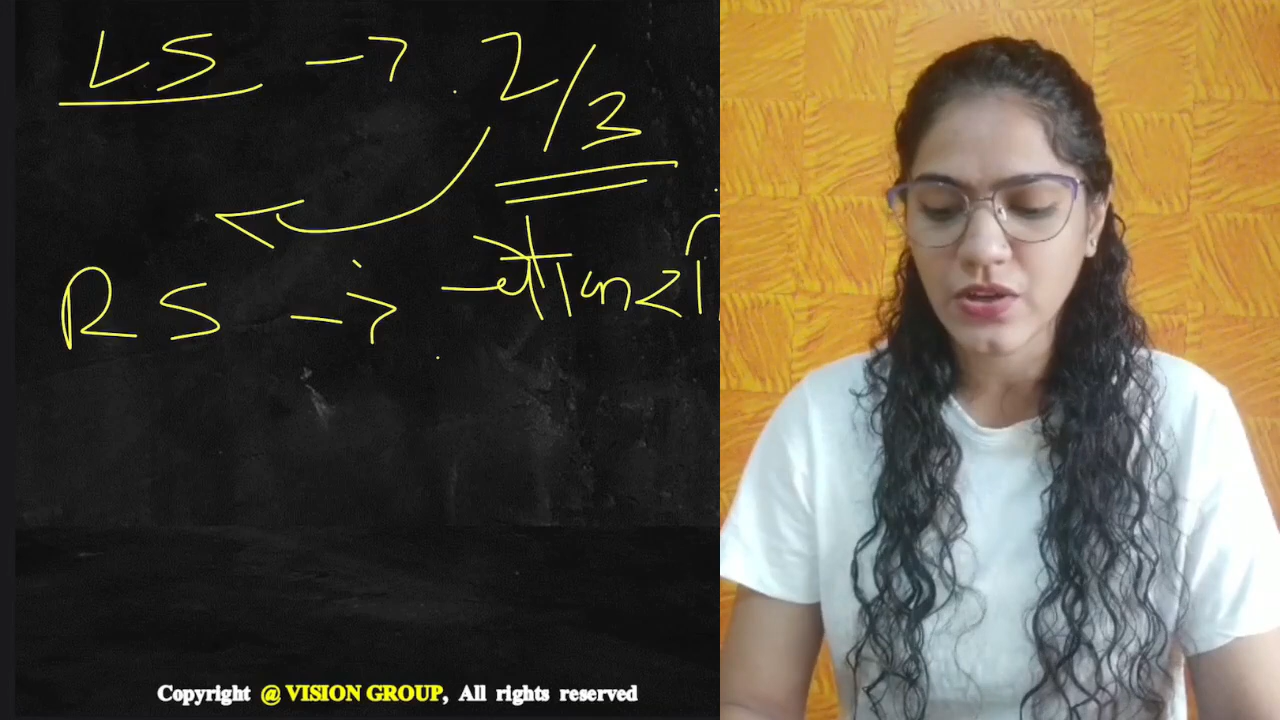 LS → 2/3
RS →
Copyright @ VISION GROUP, All rights reserved